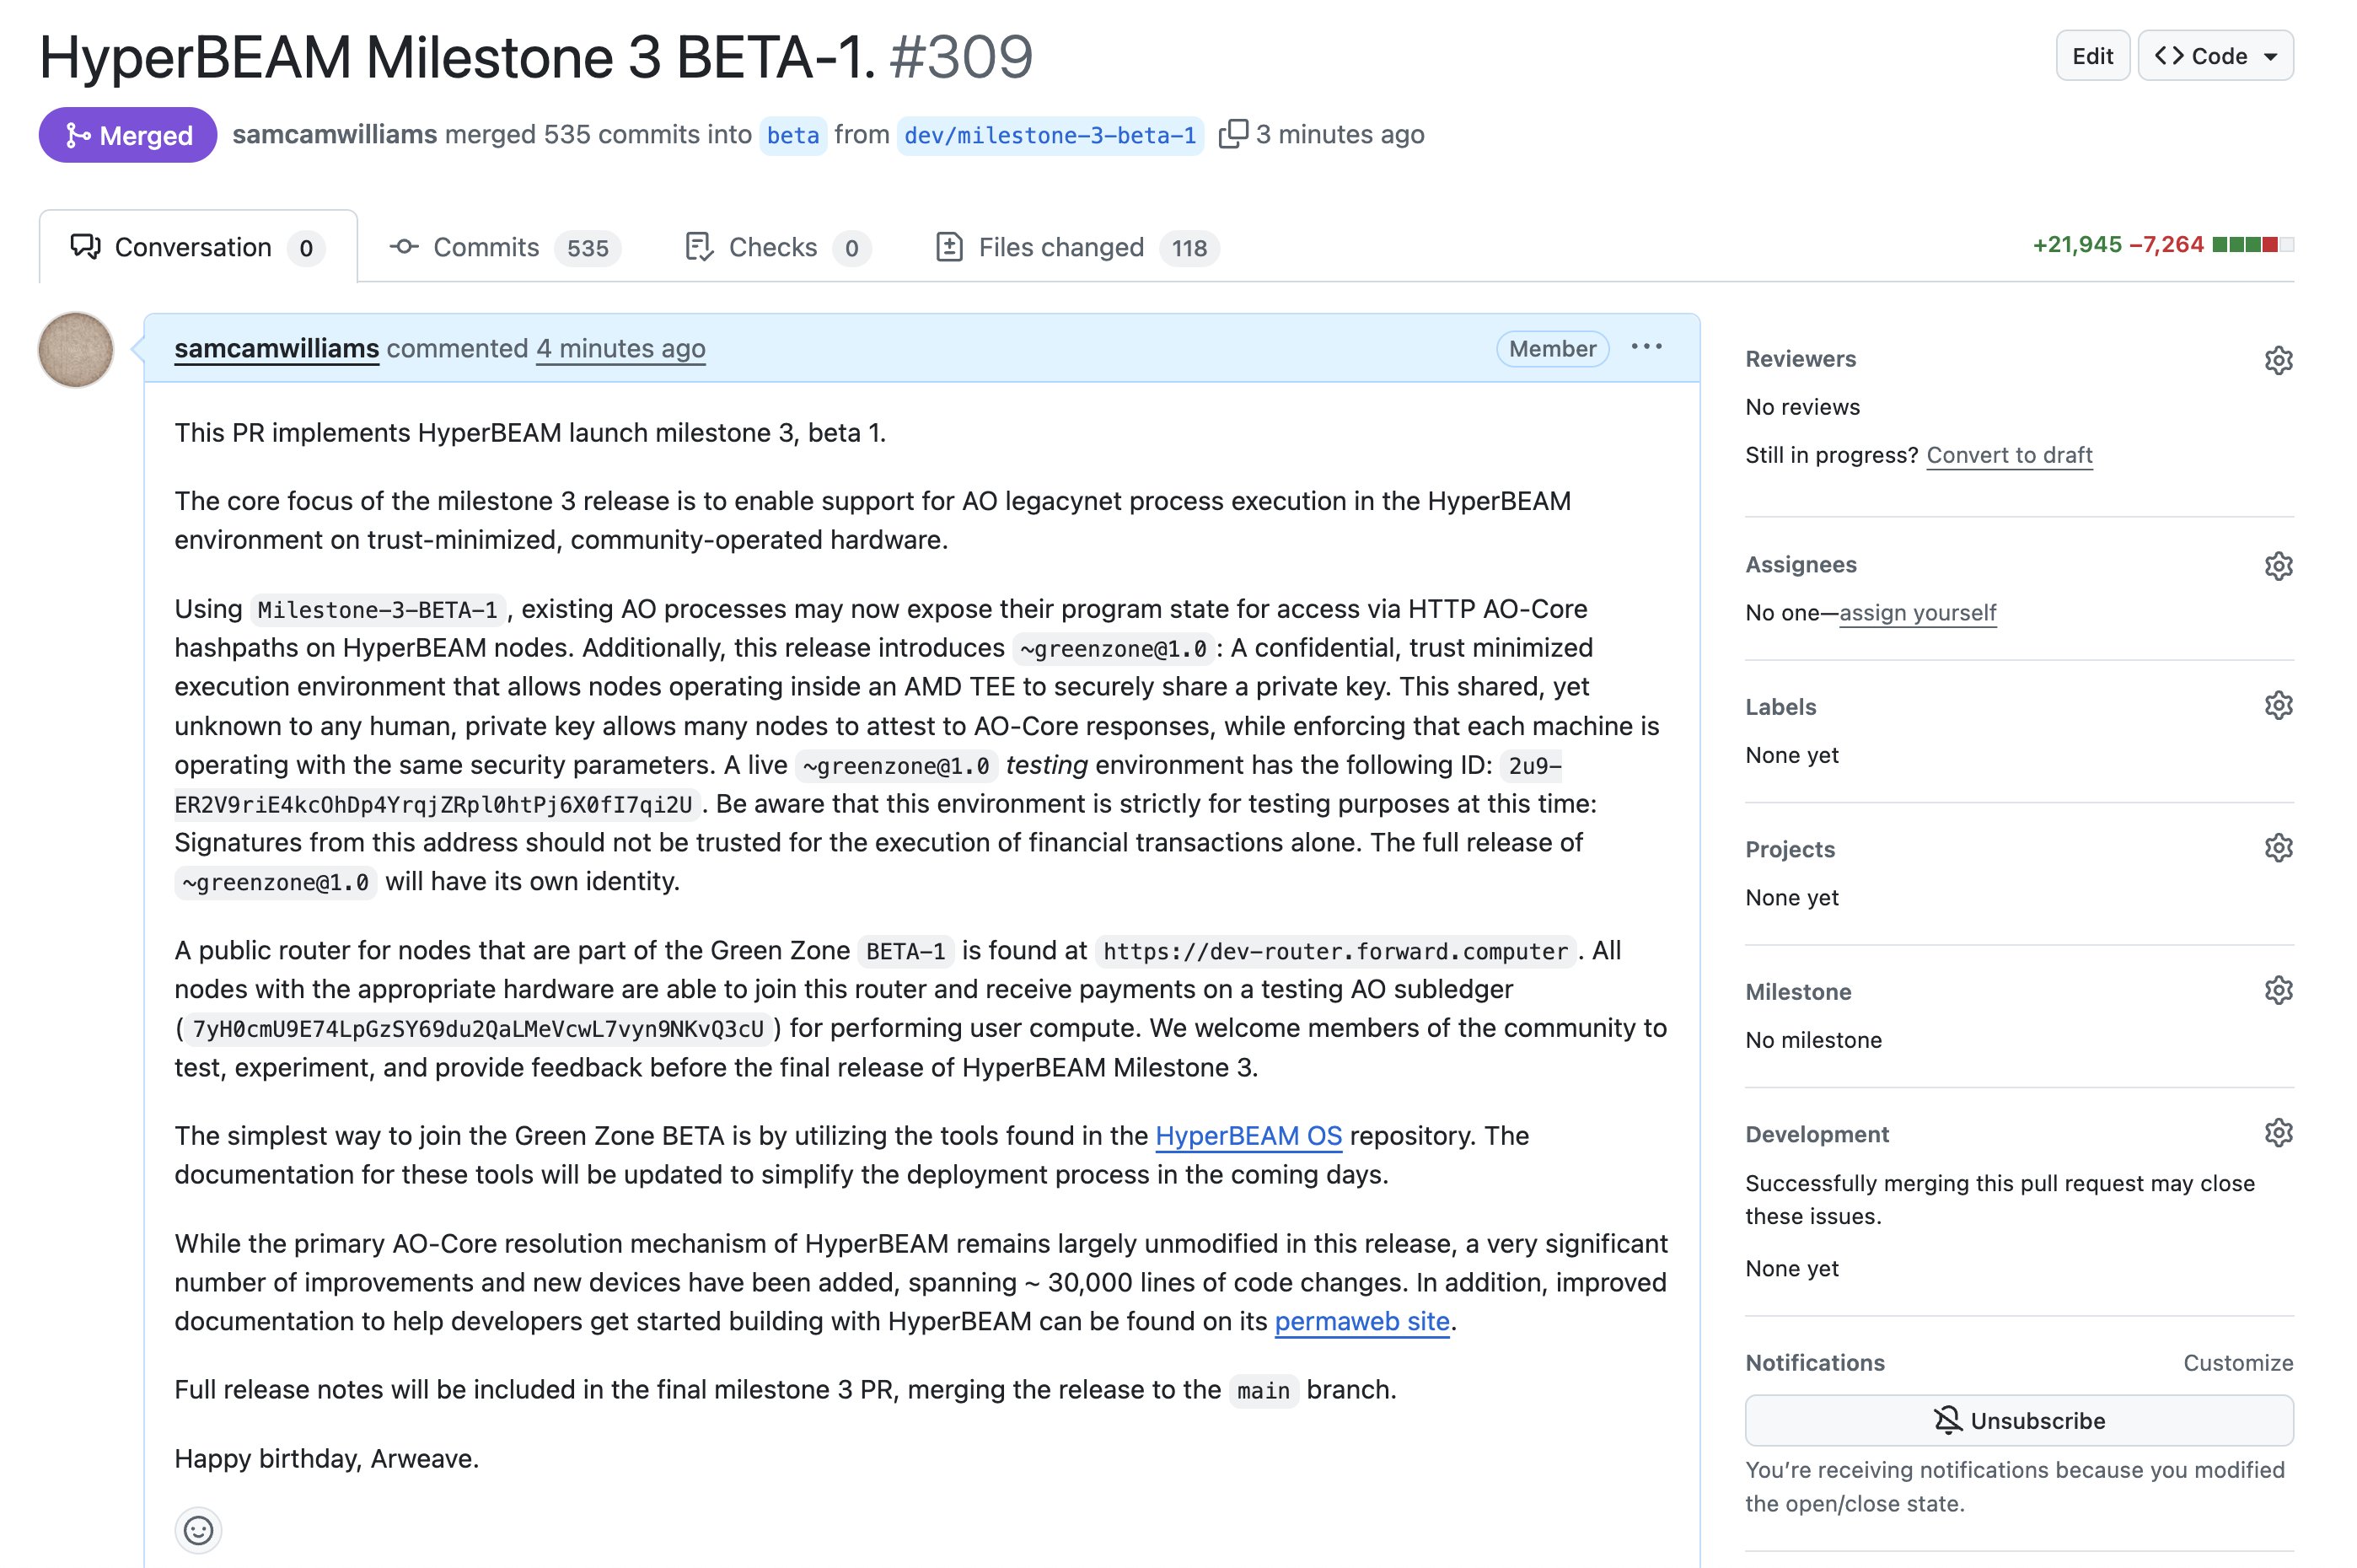 HyperBEAM Milestone 3 BETA-1. #309
Edit
Code
Merged
samcamwilliams merged 535 commits into beta from dev/milestone-3-beta-1 3 minutes ago
Conversation 0
Commits 535
Checks 0
Files changed 118
+21,945 −7,264
samcamwilliams commented 4 minutes ago
Member
This PR implements HyperBEAM launch milestone 3, beta 1.
The core focus of the milestone 3 release is to enable support for AO legacynet process execution in the HyperBEAM
environment on trust-minimized, community-operated hardware.
Using Milestone-3-BETA-1, existing AO processes may now expose their program state for access via HTTP AO-Core
hashpaths on HyperBEAM nodes. Additionally, this release introduces ~greenzone@1.0: A confidential, trust minimized
execution environment that allows nodes operating inside an AMD TEE to securely share a private key. This shared, yet
unknown to any human, private key allows many nodes to attest to AO-Core responses, while enforcing that each machine is
operating with the same security parameters. A live ~greenzone@1.0 testing environment has the following ID: 2u9-
ER2V9riE4kcOhDp4YrqjZRpl0htPj6X0fI7qi2U. Be aware that this environment is strictly for testing purposes at this time:
Signatures from this address should not be trusted for the execution of financial transactions alone. The full release of
~greenzone@1.0 will have its own identity.
A public router for nodes that are part of the Green Zone BETA-1 is found at https://dev-router.forward.computer. All
nodes with the appropriate hardware are able to join this router and receive payments on a testing AO subledger
(7yH0cmU9E74LpGzSY69du2QaLMeVcwL7vyn9NKvQ3cU) for performing user compute. We welcome members of the community to
test, experiment, and provide feedback before the final release of HyperBEAM Milestone 3.
The simplest way to join the Green Zone BETA is by utilizing the tools found in the HyperBEAM OS repository. The
documentation for these tools will be updated to simplify the deployment process in the coming days.
While the primary AO-Core resolution mechanism of HyperBEAM remains largely unmodified in this release, a very significant
number of improvements and new devices have been added, spanning ~ 30,000 lines of code changes. In addition, improved
documentation to help developers get started building with HyperBEAM can be found on its permaweb site.
Full release notes will be included in the final milestone 3 PR, merging the release to the main branch.
Happy birthday, Arweave.
Reviewers
No reviews
Still in progress? Convert to draft
Assignees
No one—assign yourself
Labels
None yet
Projects
None yet
Milestone
No milestone
Development
Successfully merging this pull request may close
these issues.
None yet
Notifications
Customize
Unsubscribe
You're receiving notifications because you modified
the open/close state.